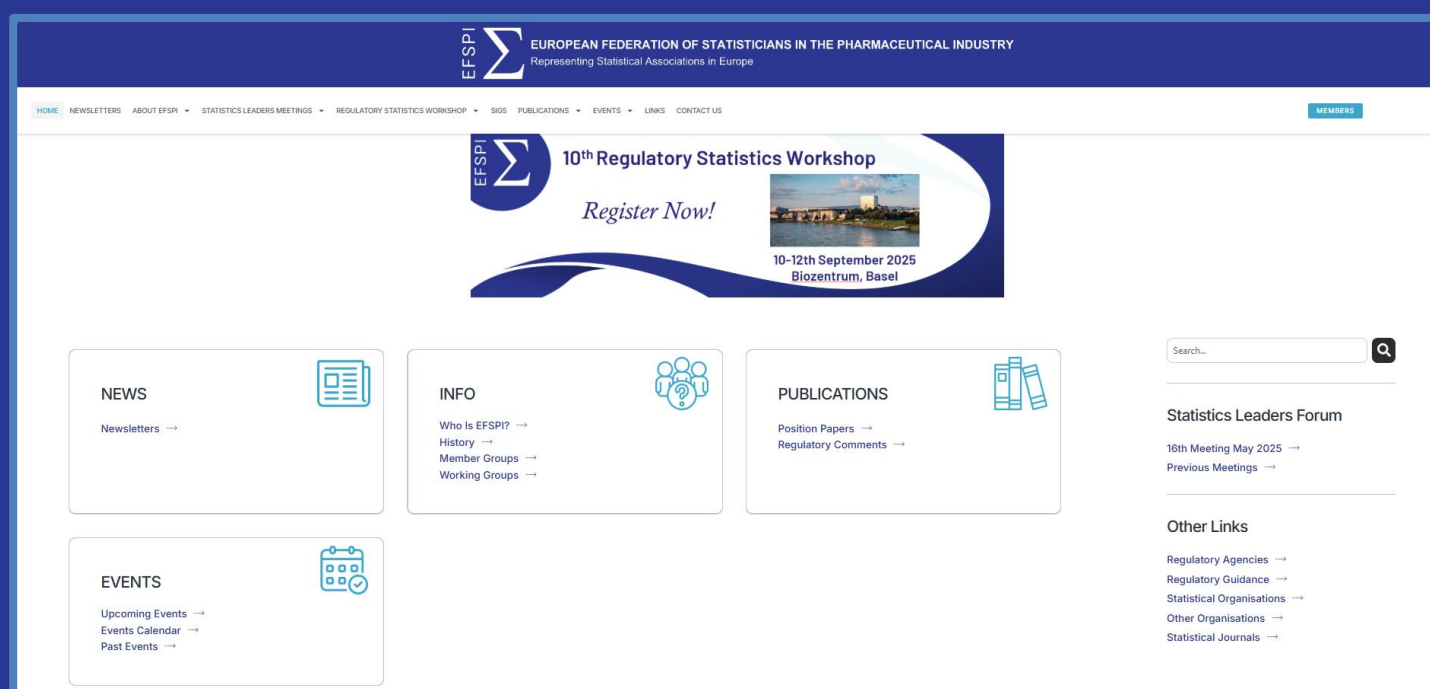 EFSPI
EUROPEAN FEDERATION OF STATISTICIANS IN THE PHARMACEUTICAL INDUSTRY
Representing Statistical Associations in Europe
HOME NEWSLETTERS ABOUT EFSPI STATISTICS LEADERS MEETINGS REGULATORY STATISTICS WORKSHOP SIGS PUBLICATIONS EVENTS LINKS CONTACT US MEMBERS
EFSPI
10th Regulatory Statistics Workshop
Register Now!
10-12th September 2025
Biozentrum, Basel
NEWS
Newsletters →
INFO
Who Is EFSPI? →
History →
Member Groups →
Working Groups →
PUBLICATIONS
Position Papers →
Regulatory Comments →
EVENTS
Upcoming Events →
Events Calendar →
Past Events →
Search...
Statistics Leaders Forum
16th Meeting May 2025 →
Previous Meetings →
Other Links
Regulatory Agencies →
Regulatory Guidance →
Statistical Organisations →
Other Organisations →
Statistical Journals →